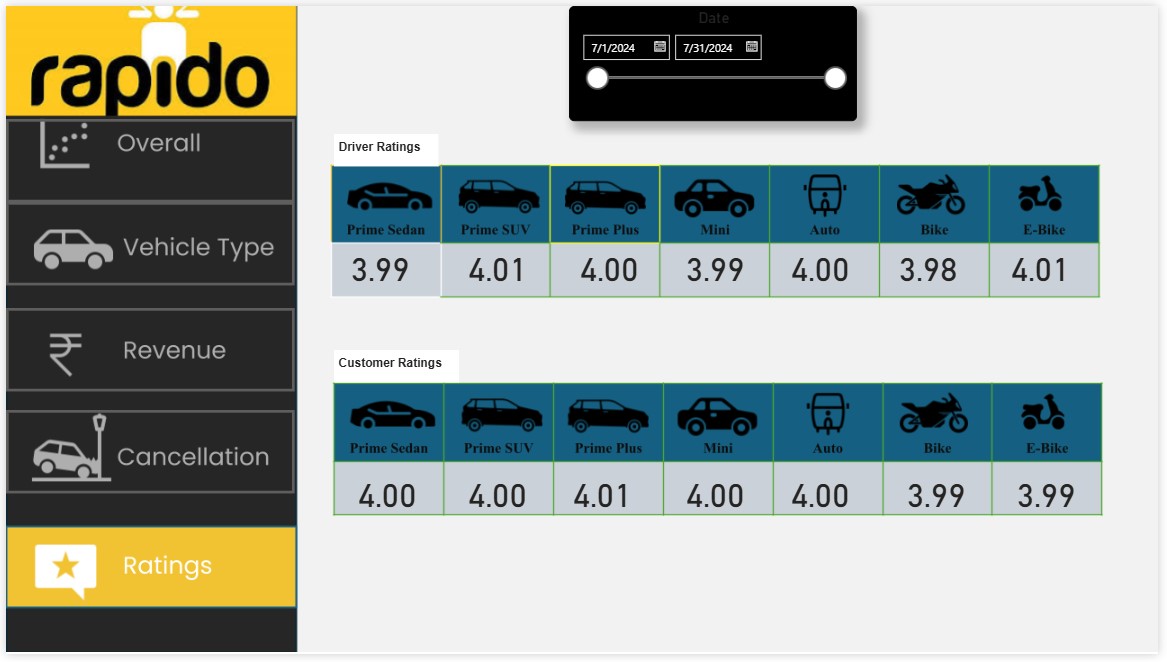 rapido
Overall
Vehicle Type
Revenue
Cancellation
Ratings
Date
7/1/2024 7/31/2024
Driver Ratings
Prime Sedan Prime SUV Prime Plus Mini Auto Bike E-Bike
3.99 4.01 4.00 3.99 4.00 3.98 4.01
Customer Ratings
Prime Sedan Prime SUV Prime Plus Mini Auto Bike E-Bike
4.00 4.00 4.01 4.00 4.00 3.99 3.99